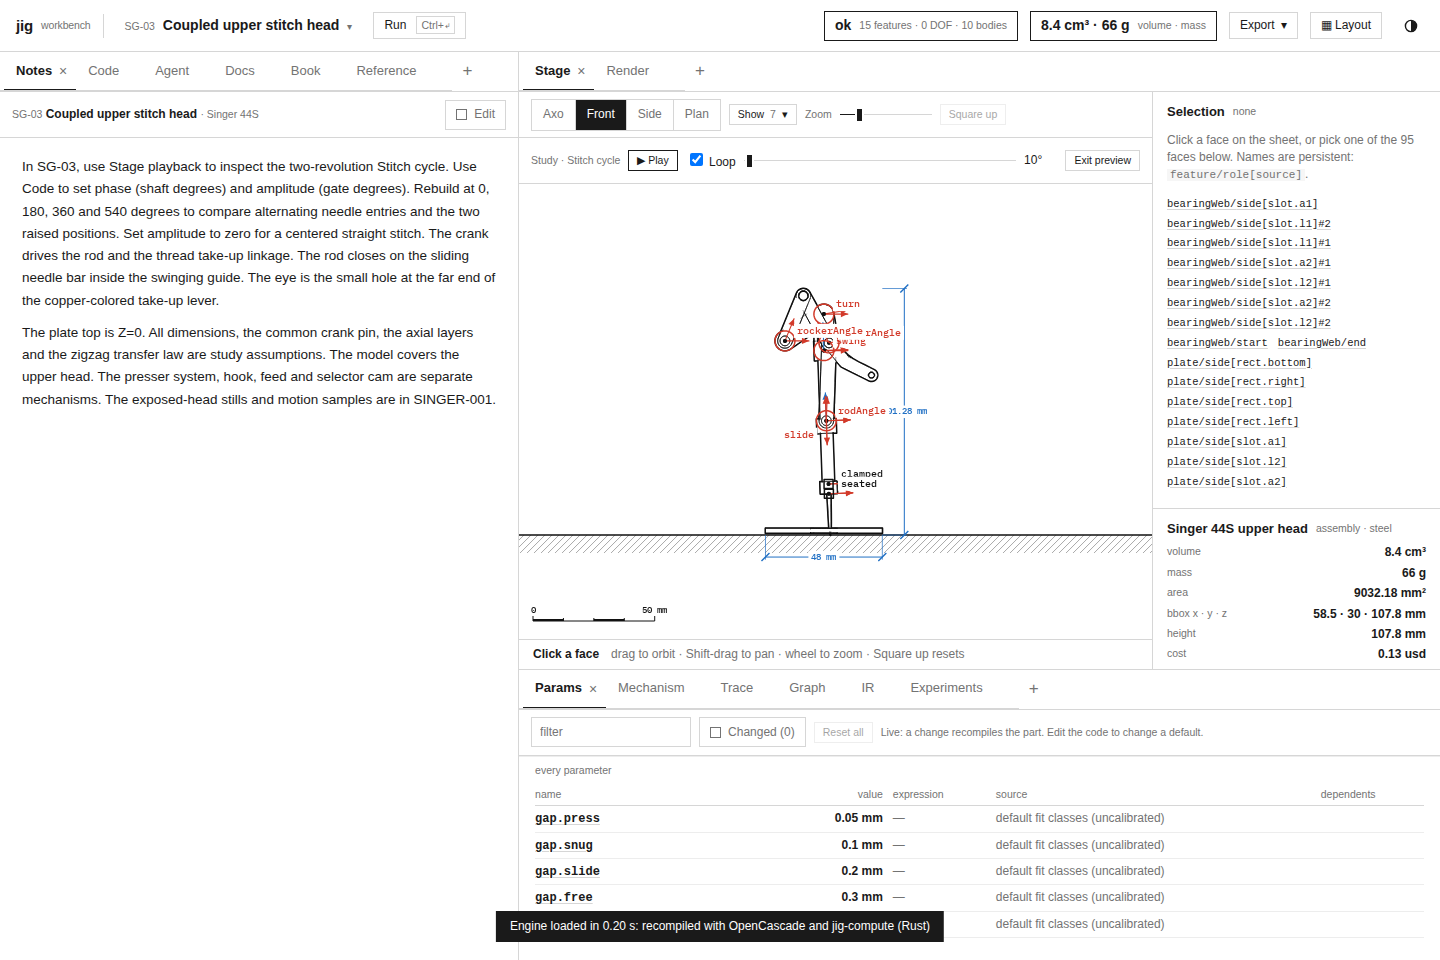 jig workbench SG-03 Coupled upper stitch head ▾ Run Ctrl+↵ ok 15 features · 0 DOF · 10 bodies 8.4 cm³ · 66 g volume · mass Export ▾ ▦ Layout
Notes × Code Agent Docs Book Reference +
Stage × Render +
SG-03 Coupled upper stitch head · Singer 44S Edit
Axo Front Side Plan Show 7 ▾ Zoom Square up
Study · Stitch cycle ▶ Play Loop 10° Exit preview
In SG-03, use Stage playback to inspect the two-revolution Stitch cycle. Use
Code to set phase (shaft degrees) and amplitude (gate degrees). Rebuild at 0,
180, 360 and 540 degrees to compare alternating needle entries and the two
raised positions. Set amplitude to zero for a centered straight stitch. The crank
drives the rod and the thread take-up linkage. The rod closes on the sliding
needle bar inside the swinging guide. The eye is the small hole at the far end of
the copper-colored take-up lever.
The plate top is Z=0. All dimensions, the common crank pin, the axial layers
and the zigzag transfer law are study assumptions. The model covers the
upper head. The presser system, hook, feed and selector cam are separate
mechanisms. The exposed-head stills and motion samples are in SINGER-001.
turn
rockerAngle
rAngle
swing
rodAngle
1.28 mm
slide
clamped
seated
48 mm
0 50 mm
Click a face drag to orbit · Shift-drag to pan · wheel to zoom · Square up resets
Selection none
Click a face on the sheet, or pick one of the 95
faces below. Names are persistent:
feature/role[source].
bearingWeb/side[slot.a1]
bearingWeb/side[slot.l1]#2
bearingWeb/side[slot.l1]#1
bearingWeb/side[slot.a2]#1
bearingWeb/side[slot.l2]#1
bearingWeb/side[slot.a2]#2
bearingWeb/side[slot.l2]#2
bearingWeb/start bearingWeb/end
plate/side[rect.bottom]
plate/side[rect.right]
plate/side[rect.top]
plate/side[rect.left]
plate/side[slot.a1]
plate/side[slot.l2]
plate/side[slot.a2]
Singer 44S upper head assembly · steel
volume 8.4 cm³
mass 66 g
area 9032.18 mm²
bbox x · y · z 58.5 · 30 · 107.8 mm
height 107.8 mm
cost 0.13 usd
Params × Mechanism Trace Graph IR Experiments +
filter Changed (0) Reset all Live: a change recompiles the part. Edit the code to change a default.
every parameter
name value expression source dependents
gap.press 0.05 mm — default fit classes (uncalibrated)
gap.snug 0.1 mm — default fit classes (uncalibrated)
gap.slide 0.2 mm — default fit classes (uncalibrated)
gap.free 0.3 mm — default fit classes (uncalibrated)
default fit classes (uncalibrated)
Engine loaded in 0.20 s: recompiled with OpenCascade and jig-compute (Rust)